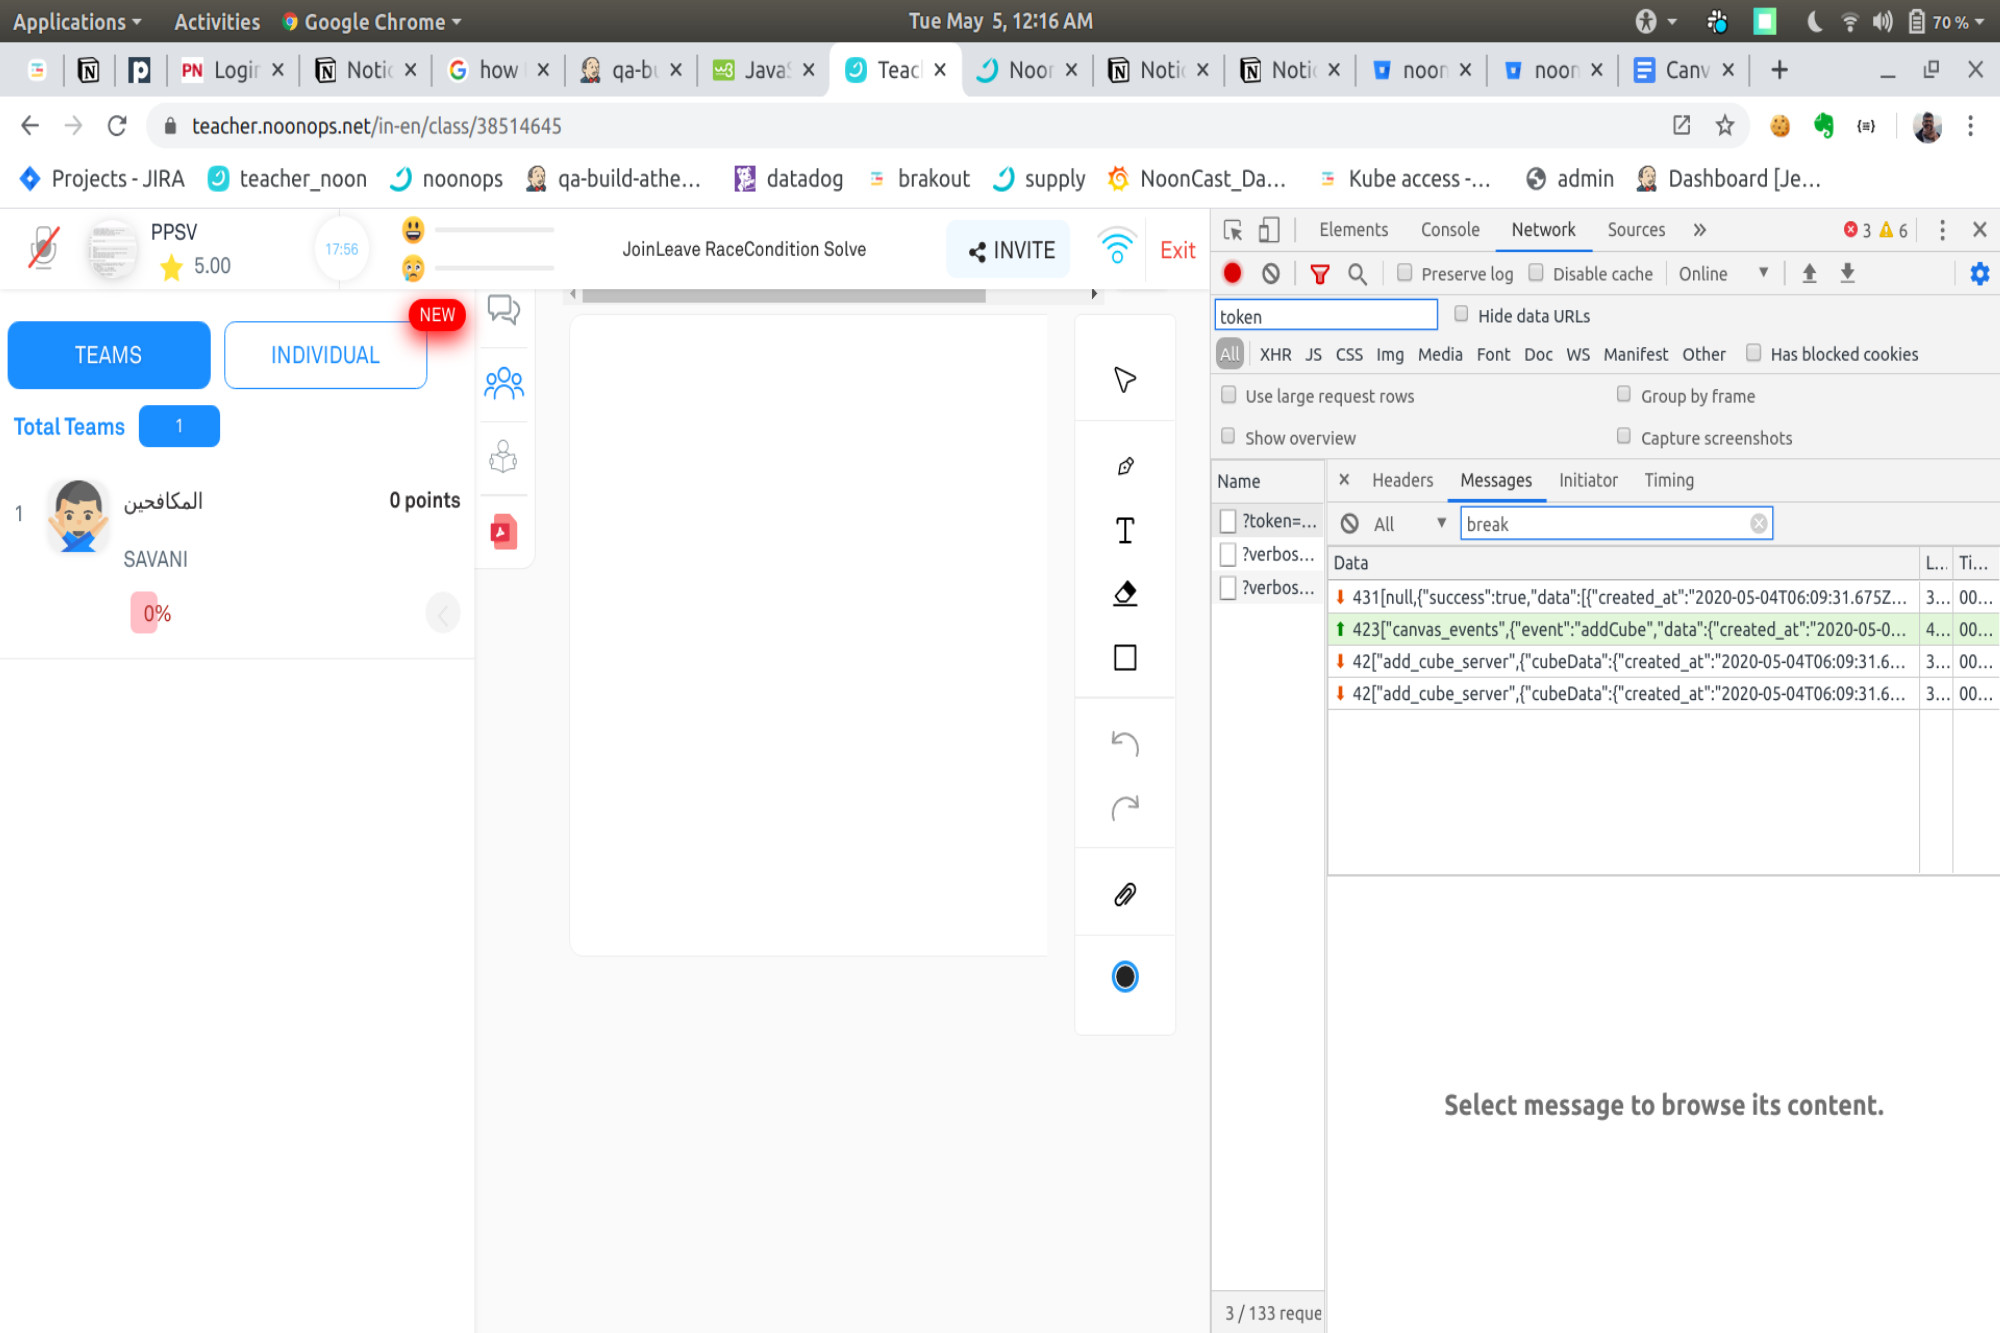 Applications
Activities
Google Chrome
Tue May 5, 12:16 AM
70 %
Login
Notic
how
qa-bu
JavaS
Teac
Noor
Notic
Notic
noon
noon
Canv
teacher.noonops.net/in-en/class/38514645
Projects - JIRA
teacher_noon
noonops
qa-build-athe...
datadog
brakout
supply
NoonCast_Da...
Kube access -...
admin
Dashboard [Je...
PPSV
5.00
17:56
JoinLeave RaceCondition Solve
INVITE
Exit
NEW
TEAMS
INDIVIDUAL
Total Teams 1
1
المكافحين
0 points
SAVANI
0%
T
Elements
Console
Network
Sources
»
3
6
Preserve log
Disable cache
Online
token
Hide data URLs
All
XHR
JS
CSS
Img
Media
Font
Doc
WS
Manifest
Other
Has blocked cookies
Use large request rows
Group by frame
Show overview
Capture screenshots
Name
Headers
Messages
Initiator
Timing
?token=...
?verbos...
?verbos...
All
break
Data
L...
Ti...
431[null,{"success":true,"data":[{"created_at":"2020-05-04T06:09:31.675Z...
3...
00...
423["canvas_events",{"event":"addCube","data":{"created_at":"2020-05-0...
4...
00...
42["add_cube_server",{"cubeData":{"created_at":"2020-05-04T06:09:31.6...
3...
00...
42["add_cube_server",{"cubeData":{"created_at":"2020-05-04T06:09:31.6...
3...
00...
Select message to browse its content.
3 / 133 reque